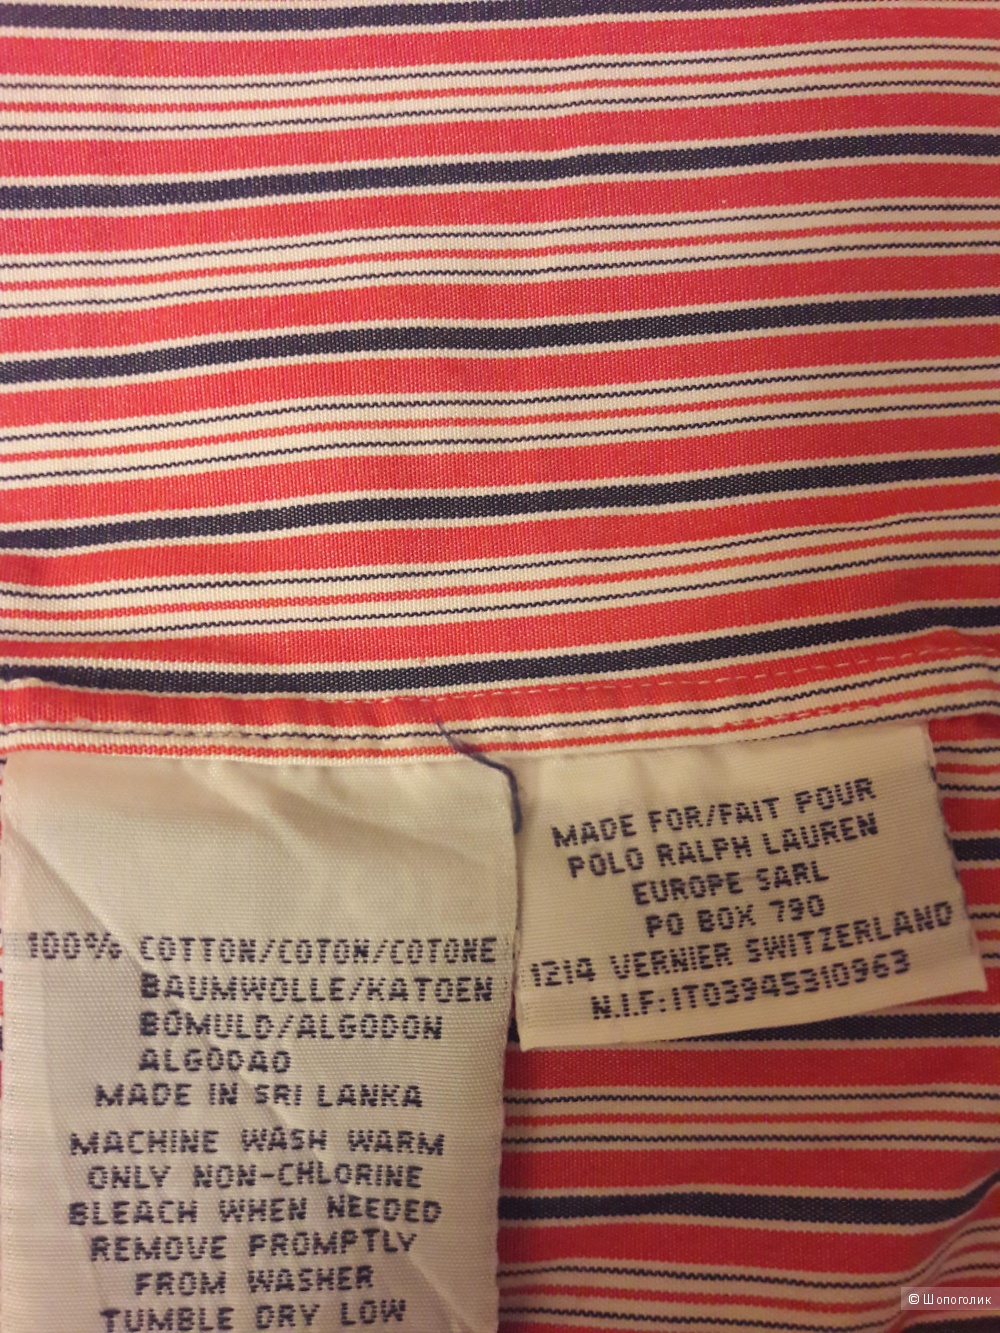 100% COTTON/COTON/COTONE
BAUMWOLLE/KATOEN
BOMULD/ALGODON
ALGODAO
MADE IN SRI LANKA
MACHINE WASH WARM
ONLY NON-CHLORINE
BLEACH WHEN NEEDED
REMOVE PROMPTLY
FROM WASHER
TUMBLE DRY LOW
MADE FOR/FAIT POUR
POLO RALPH LAUREN
EUROPE SARL
PO BOX 790
1214 VERNIER SWITZERLAND
N.I.F:IT03945310963
© Шопоголик